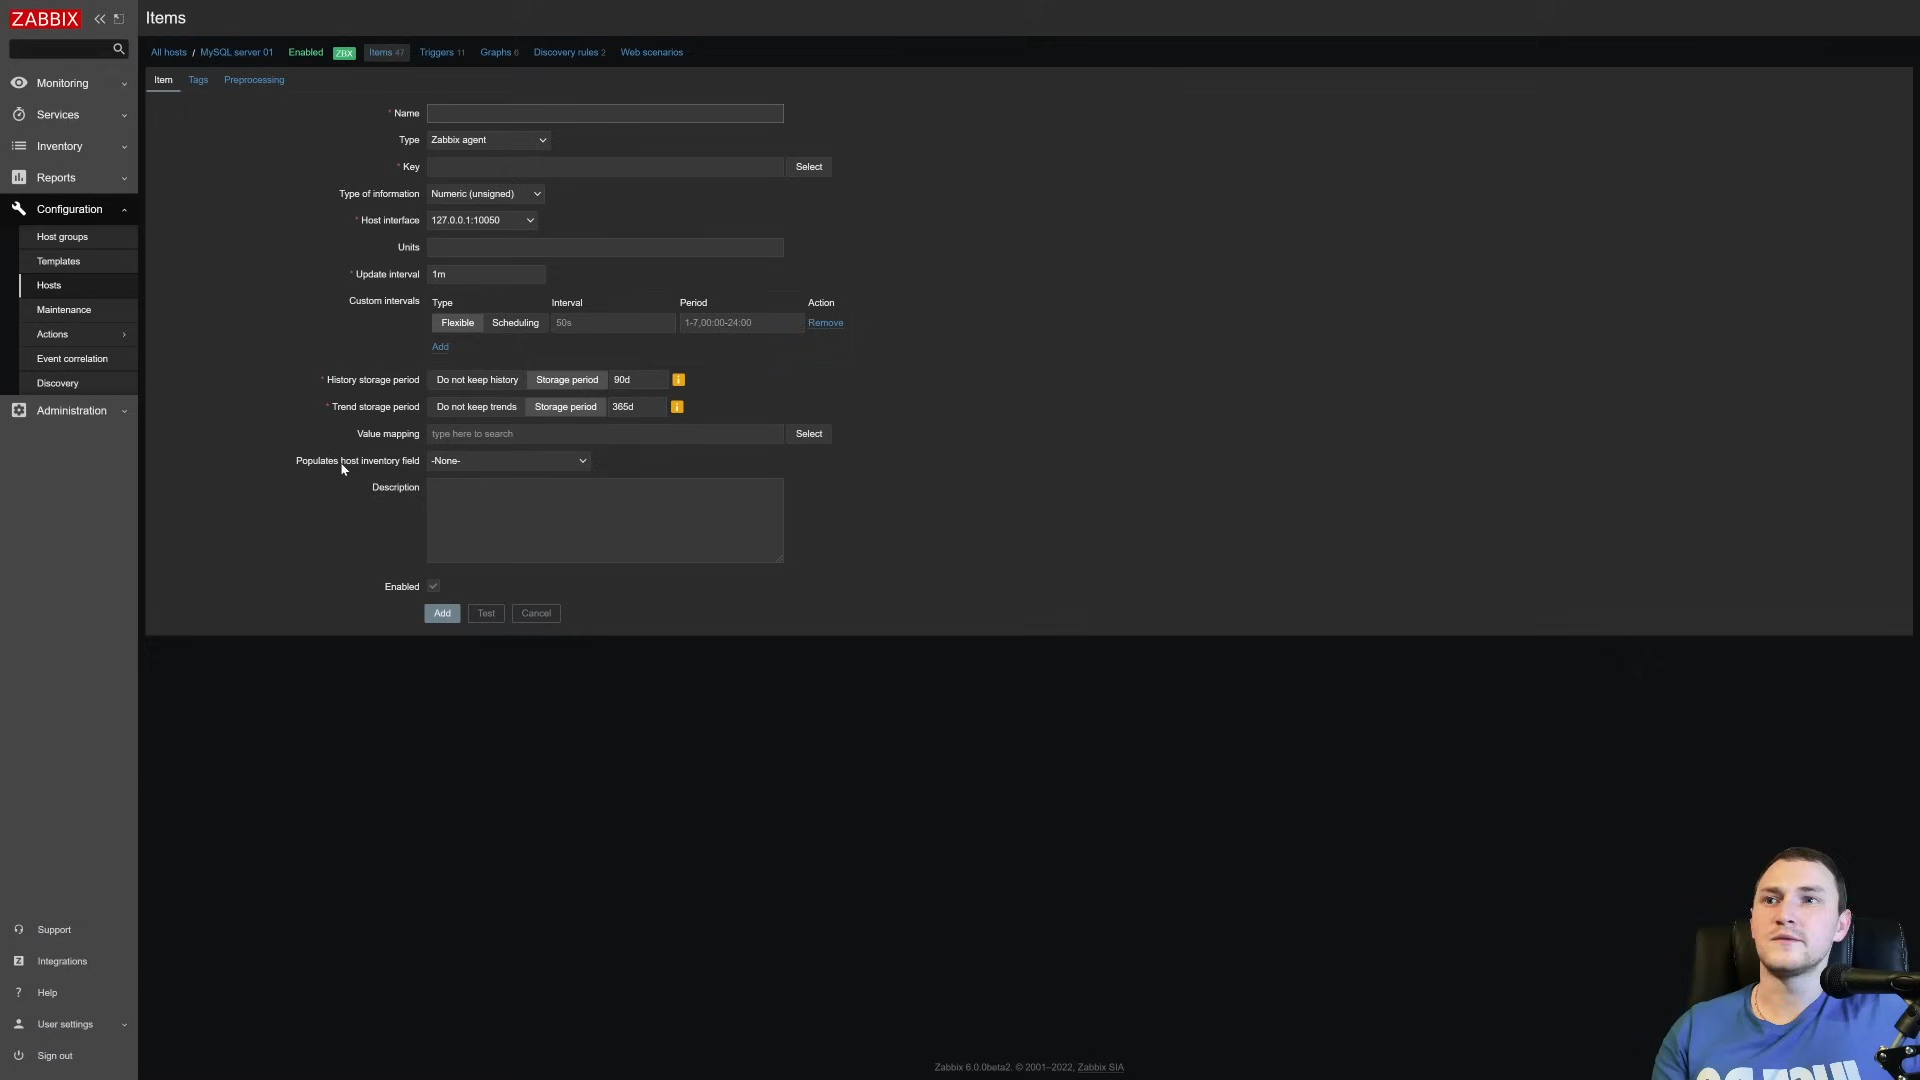 ZABBIX
Items
All hosts / MySQL server 01 Enabled ZBX Items 47 Triggers 11 Graphs 6 Discovery rules 2 Web scenarios
Item Tags Preprocessing
Monitoring
Services
Inventory
Reports
Configuration
Host groups
Templates
Hosts
Maintenance
Actions
Event correlation
Discovery
Administration
* Name
Type Zabbix agent
* Key Select
Type of information Numeric (unsigned)
* Host interface 127.0.0.1:10050
Units
* Update interval 1m
Custom intervals Type Interval Period Action
Flexible Scheduling 50s 1-7,00:00-24:00 Remove
Add
* History storage period Do not keep history Storage period 90d
* Trend storage period Do not keep trends Storage period 365d
Value mapping type here to search Select
Populates host inventory field -None-
Description
Enabled
Add Test Cancel
Support
Integrations
Help
User settings
Sign out
Zabbix 6.0.0beta2. © 2001–2022, Zabbix SIA